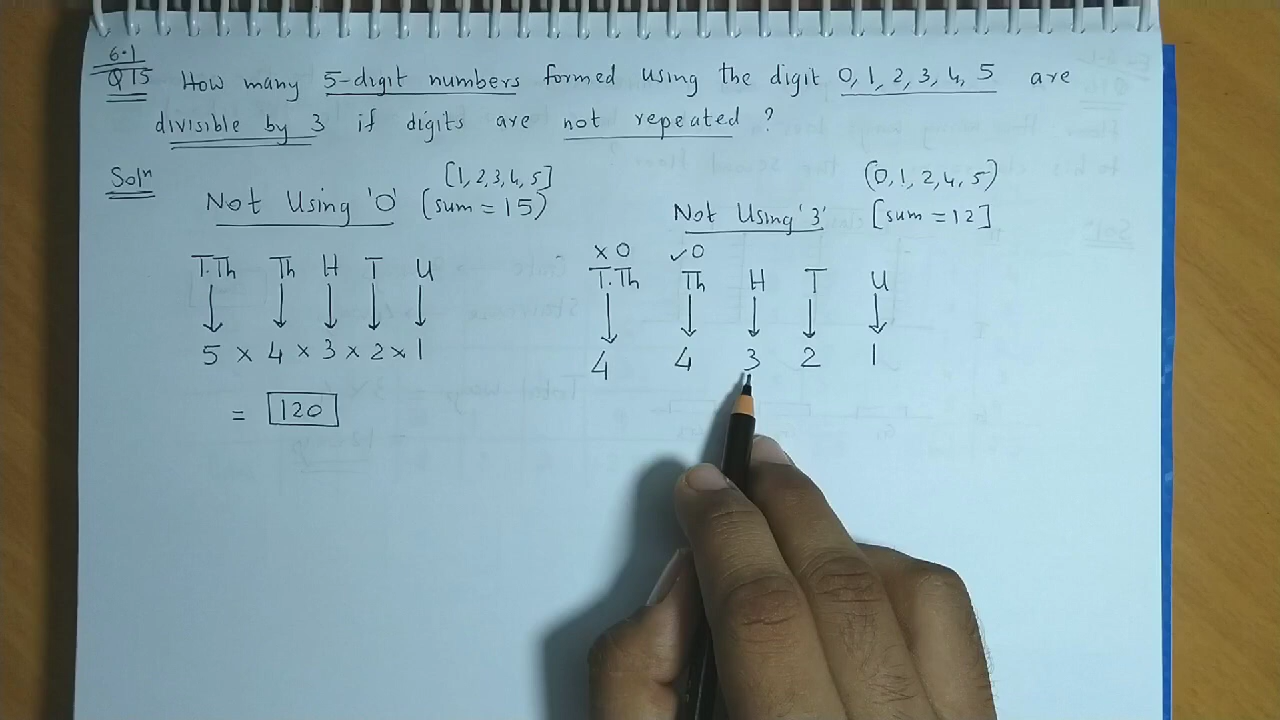 6.1
Q15 How many 5-digit numbers formed using the digit 0, 1, 2, 3, 4, 5 are
divisible by 3 if digits are not repeated ?
Solⁿ
[1, 2, 3, 4, 5]
Not Using '0' (sum = 15)
T.Th Th H T U
5 × 4 × 3 × 2 × 1
= 120
(0, 1, 2, 4, 5)
Not Using '3' [sum = 12]
× 0 ✓ 0
T.Th Th H T U
4 4 3 2 1